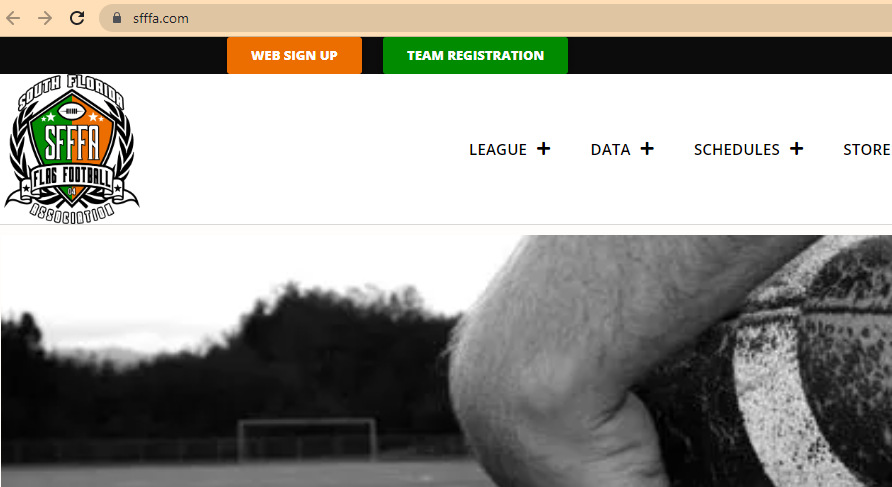 sfffa.com
WEB SIGN UP TEAM REGISTRATION
SOUTH FLORIDA
SFFFA
FLAG FOOTBALL
04
ASSOCIATION
LEAGUE + DATA + SCHEDULES + STORE